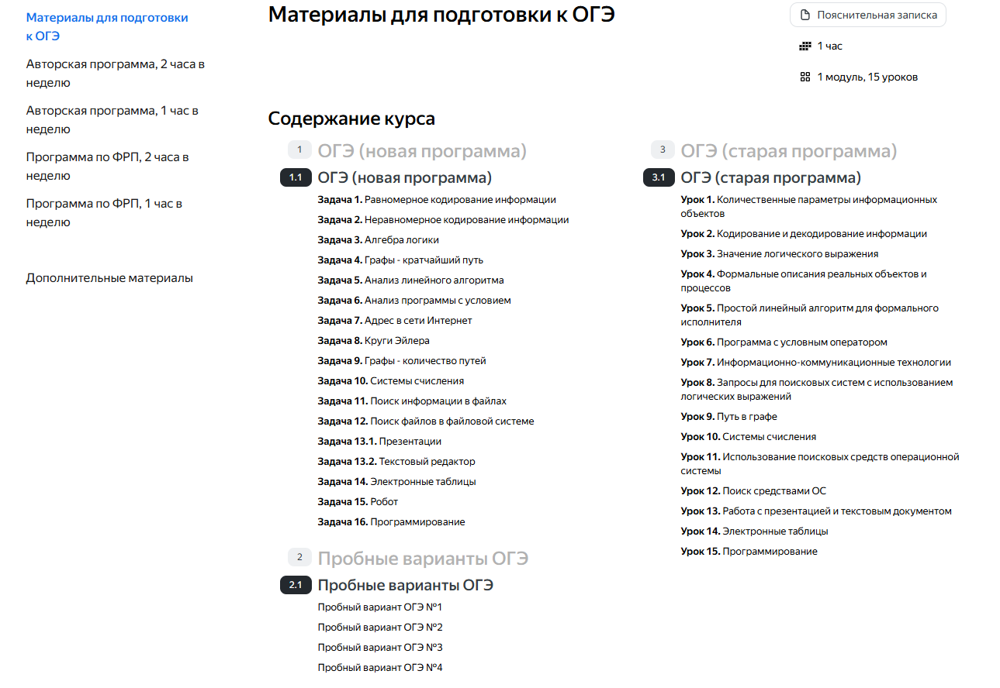 Материалы для подготовки
к ОГЭ
Авторская программа, 2 часа в
неделю
Авторская программа, 1 час в
неделю
Программа по ФРП, 2 часа в
неделю
Программа по ФРП, 1 час в
неделю
Дополнительные материалы
Материалы для подготовки к ОГЭ
Пояснительная записка
1 час
1 модуль, 15 уроков
Содержание курса
1 ОГЭ (новая программа)
1.1 ОГЭ (новая программа)
Задача 1. Равномерное кодирование информации
Задача 2. Неравномерное кодирование информации
Задача 3. Алгебра логики
Задача 4. Графы - кратчайший путь
Задача 5. Анализ линейного алгоритма
Задача 6. Анализ программы с условием
Задача 7. Адрес в сети Интернет
Задача 8. Круги Эйлера
Задача 9. Графы - количество путей
Задача 10. Системы счисления
Задача 11. Поиск информации в файлах
Задача 12. Поиск файлов в файловой системе
Задача 13.1. Презентации
Задача 13.2. Текстовый редактор
Задача 14. Электронные таблицы
Задача 15. Робот
Задача 16. Программирование
2 Пробные варианты ОГЭ
2.1 Пробные варианты ОГЭ
Пробный вариант ОГЭ №1
Пробный вариант ОГЭ №2
Пробный вариант ОГЭ №3
Пробный вариант ОГЭ №4
3 ОГЭ (старая программа)
3.1 ОГЭ (старая программа)
Урок 1. Количественные параметры информационных
объектов
Урок 2. Кодирование и декодирование информации
Урок 3. Значение логического выражения
Урок 4. Формальные описания реальных объектов и
процессов
Урок 5. Простой линейный алгоритм для формального
исполнителя
Урок 6. Программа с условным оператором
Урок 7. Информационно-коммуникационные технологии
Урок 8. Запросы для поисковых систем с использованием
логических выражений
Урок 9. Путь в графе
Урок 10. Системы счисления
Урок 11. Использование поисковых средств операционной
системы
Урок 12. Поиск средствами ОС
Урок 13. Работа с презентацией и текстовым документом
Урок 14. Электронные таблицы
Урок 15. Программирование